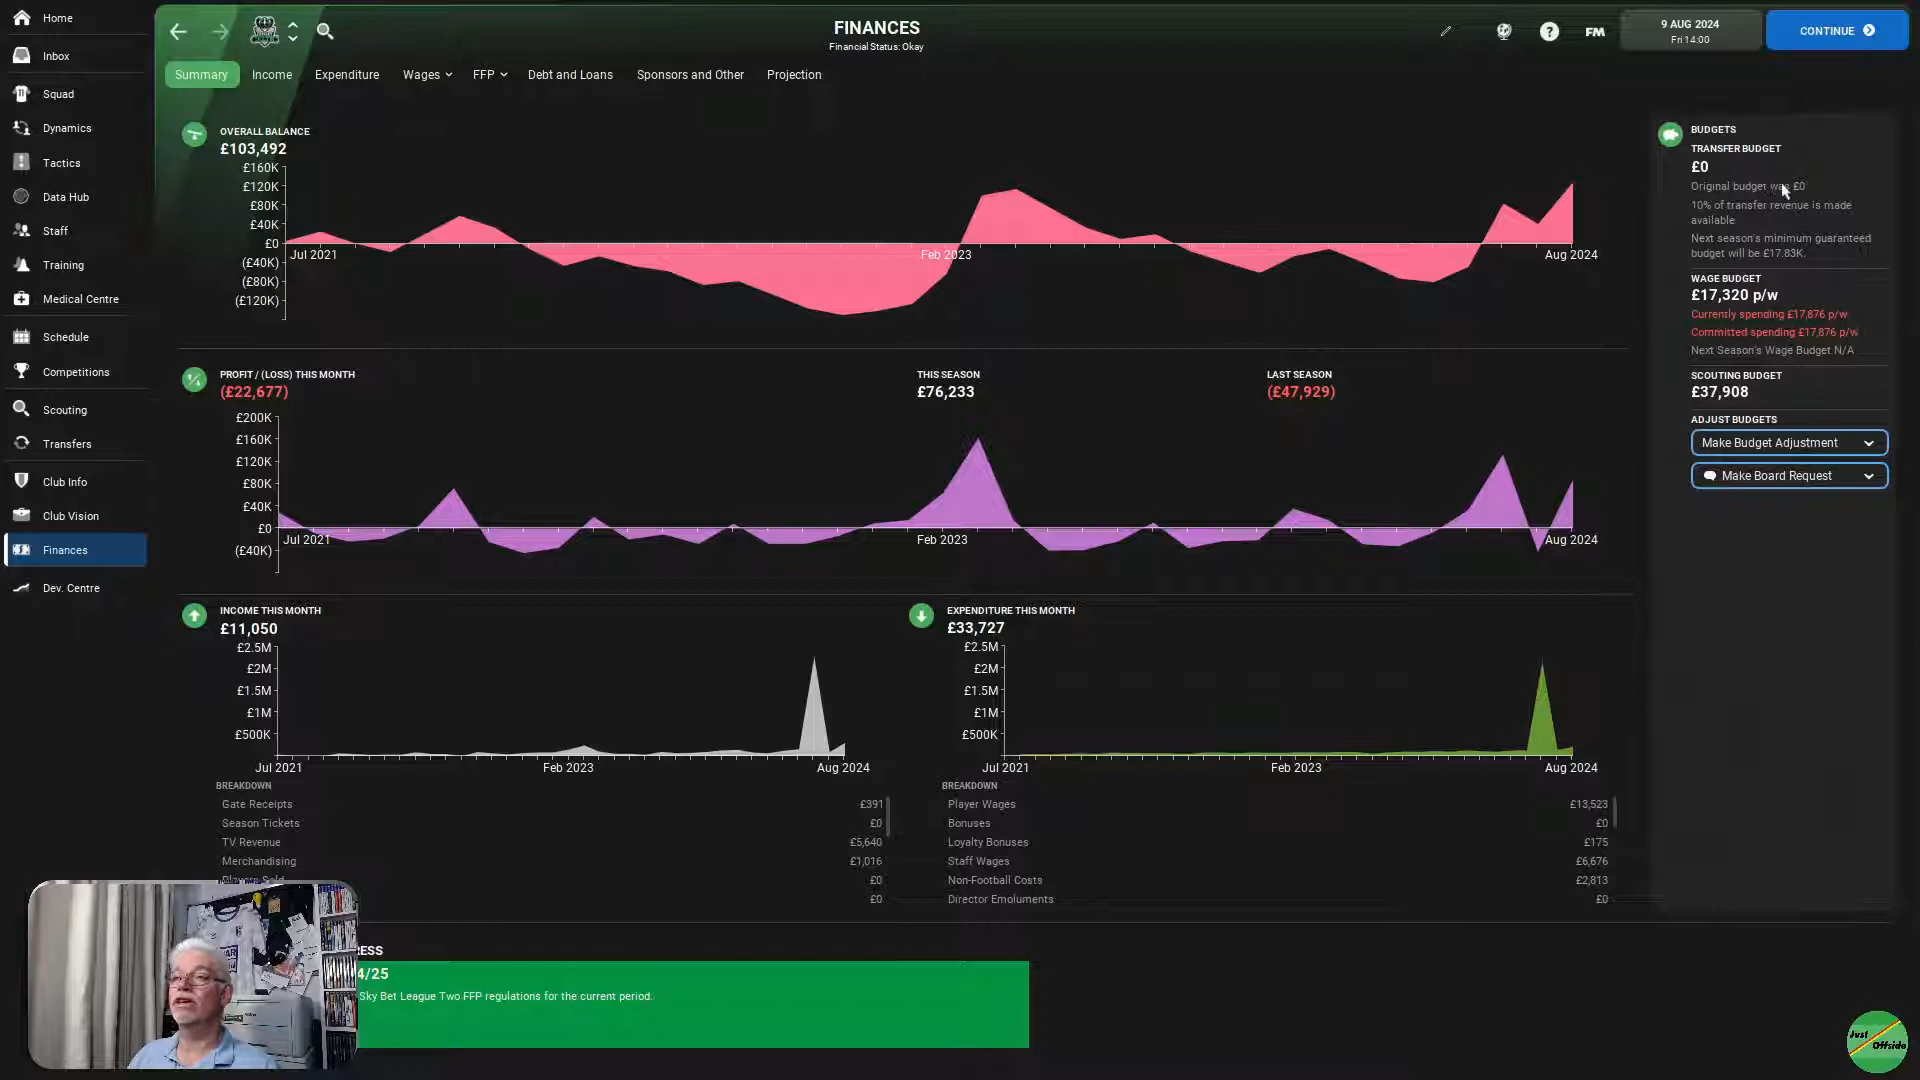 Home
Inbox
Squad
Dynamics
Tactics
Data Hub
Staff
Training
Medical Centre
Schedule
Competitions
Scouting
Transfers
Club Info
Club Vision
Finances
Dev. Centre
FINANCES
Financial Status: Okay
FM
9 AUG 2024
Fri 14:00
CONTINUE
Summary
Income
Expenditure
Wages
FFP
Debt and Loans
Sponsors and Other
Projection
OVERALL BALANCE
£103,492
£160K
£120K
£80K
£40K
£0
(£40K)
(£80K)
(£120K)
Jul 2021
Feb 2023
Aug 2024
PROFIT / (LOSS) THIS MONTH
(£22,677)
THIS SEASON
£76,233
LAST SEASON
(£47,929)
£200K
£160K
£120K
£80K
£40K
£0
(£40K)
Jul 2021
Feb 2023
Aug 2024
INCOME THIS MONTH
£11,050
£2.5M
£2M
£1.5M
£1M
£500K
Jul 2021
Feb 2023
Aug 2024
BREAKDOWN
Gate Receipts £391
Season Tickets £0
TV Revenue £5,640
Merchandising £1,016
Players Sold £0
£0
EXPENDITURE THIS MONTH
£33,727
£2.5M
£2M
£1.5M
£1M
£500K
Jul 2021
Feb 2023
Aug 2024
BREAKDOWN
Player Wages £13,523
Bonuses £0
Loyalty Bonuses £175
Staff Wages £6,676
Non-Football Costs £2,813
Director Emoluments £0
BUDGETS
TRANSFER BUDGET
£0
Original budget was £0
10% of transfer revenue is made
available
Next season's minimum guaranteed
budget will be £17.83K.
WAGE BUDGET
£17,320 p/w
Currently spending £17,876 p/w
Committed spending £17,876 p/w
Next Season's Wage Budget N/A
SCOUTING BUDGET
£37,908
ADJUST BUDGETS
Make Budget Adjustment
Make Board Request
RESS
4/25
Sky Bet League Two FFP regulations for the current period.
Just
Offside